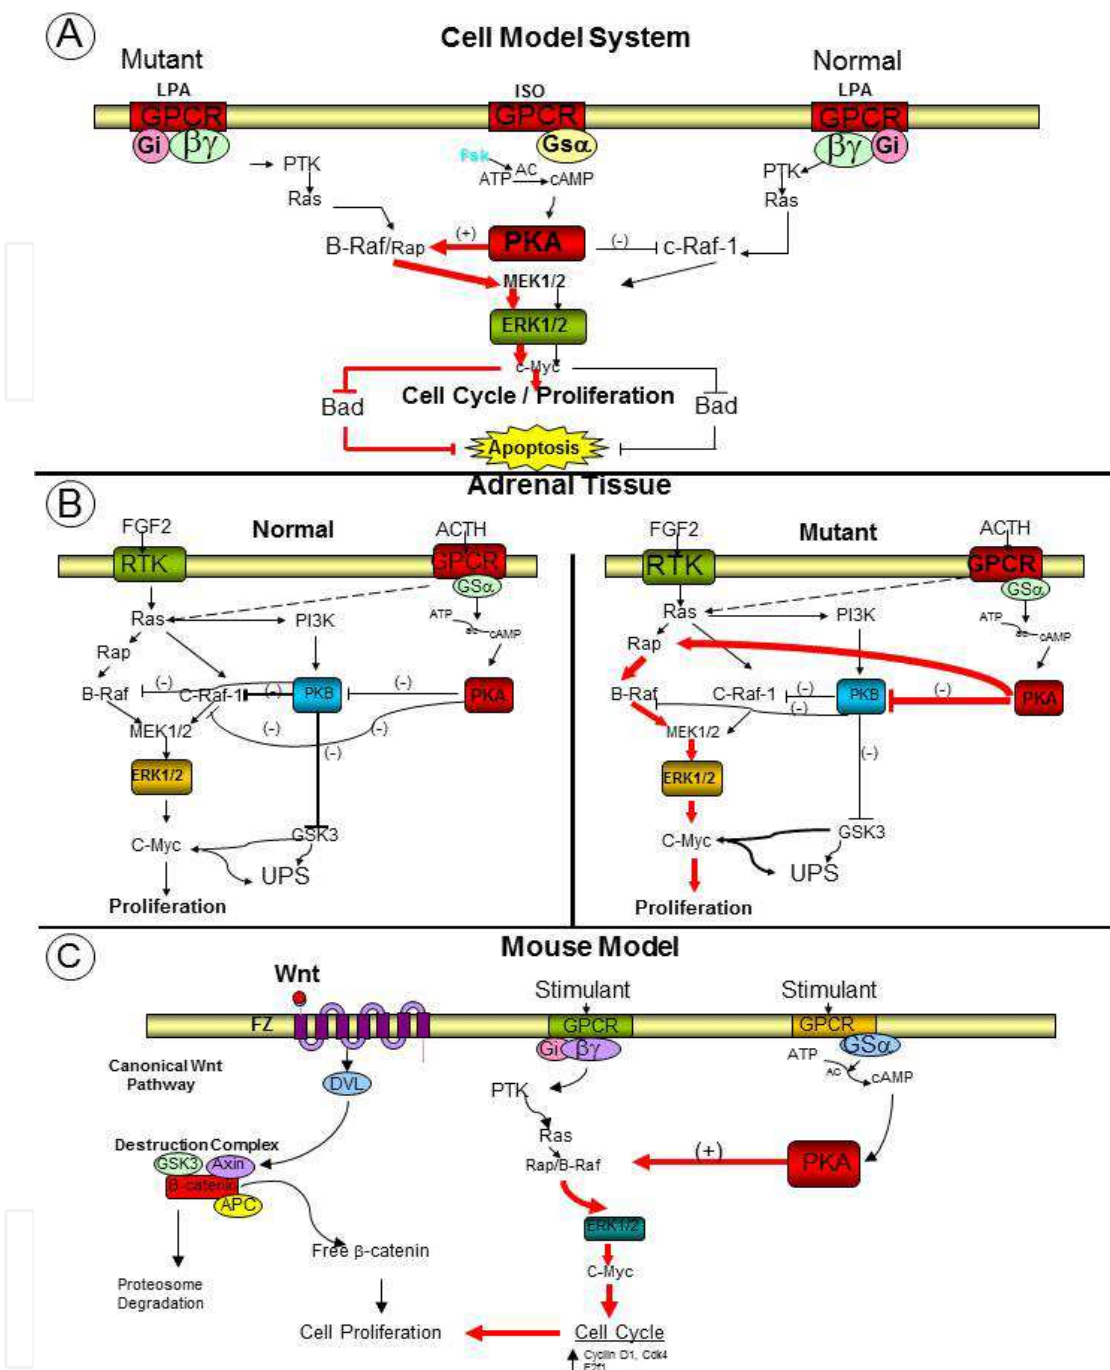 A
Cell Model System
Mutant
Normal
LPA
ISO
LPA
GPCR
GPCR
GPCR
Gi
βγ
Gsα
βγ
Gi
Fsk
AC
PTK
ATP
cAMP
PTK
Ras
Ras
B-Raf/Rap
(+)
PKA
(-)
c-Raf-1
MEK1/2
ERK1/2
c-Myc
Cell Cycle / Proliferation
Bad
Bad
Apoptosis
B
Adrenal Tissue
FGF2
Normal
ACTH
RTK
GPCR
GSα
Ras
PI3K
ATP
ac
cAMP
Rap
B-Raf
(-)
C-Raf-1
(-)
PKB
(-)
PKA
MEK1/2
(-)
(-)
(-)
ERK1/2
C-Myc
GSK3
UPS
Proliferation
FGF2
Mutant
ACTH
RTK
GPCR
GSα
Ras
PI3K
ATP
ac
cAMP
Rap
B-Raf
C-Raf-1
(-)
PKB
(-)
PKA
(-)
MEK1/2
(-)
ERK1/2
C-Myc
GSK3
UPS
Proliferation
C
Mouse Model
Wnt
Stimulant
Stimulant
FZ
GPCR
GPCR
Gi
βγ
GSα
Canonical Wnt
Pathway
DVL
ATP
AC
cAMP
PTK
Ras
Destruction Complex
GSK3
Axin
B-catenin
APC
Rap/B-Raf
(+)
PKA
ERK1/2
Free β-catenin
C-Myc
Proteosome
Degradation
Cell Proliferation
Cell Cycle
Cyclin D1, Cdk4
E2f1